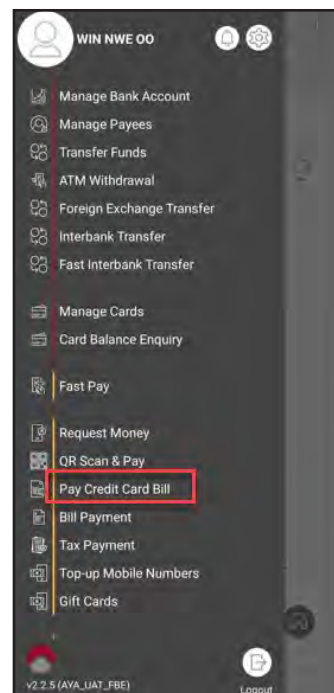 WIN NWE OO
Manage Bank Account
Manage Payees
Transfer Funds
ATM Withdrawal
Foreign Exchange Transfer
Interbank Transfer
Fast Interbank Transfer
Manage Cards
Card Balance Enquiry
Fast Pay
Request Money
QR Scan & Pay
Pay Credit Card Bill
Bill Payment
Tax Payment
Top-up Mobile Numbers
Gift Cards
v2.2.5 (AYA_UAT_FBE)
Logout